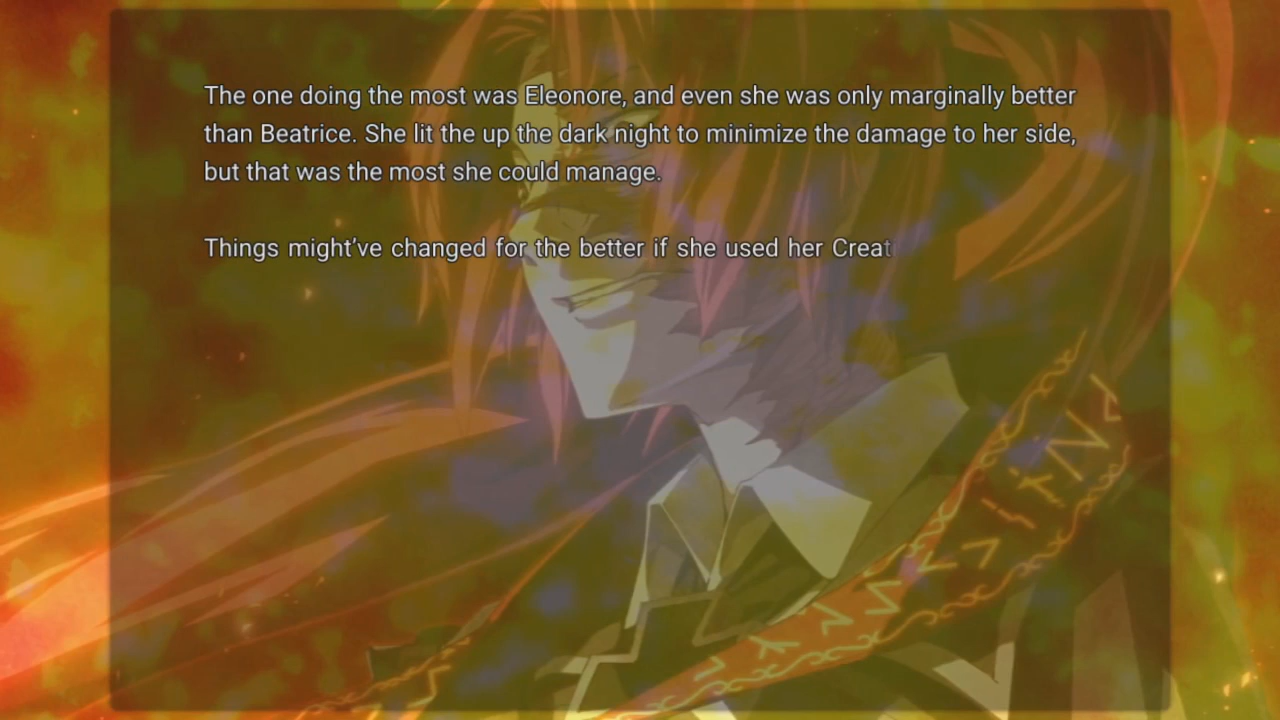 The one doing the most was Eleonore, and even she was only marginally better
than Beatrice. She lit the up the dark night to minimize the damage to her side,
but that was the most she could manage.
Things might’ve changed for the better if she used her Creat